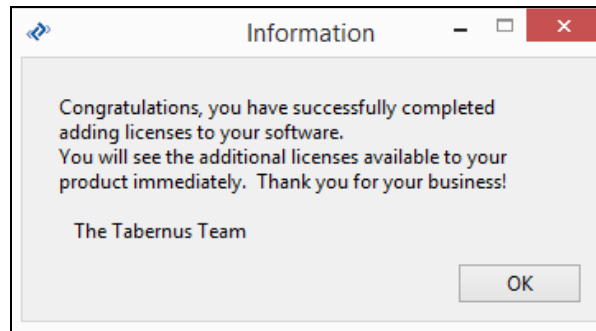 Information
Congratulations, you have successfully completed
adding licenses to your software.
You will see the additional licenses available to your
product immediately.  Thank you for your business!
The Tabernus Team
OK